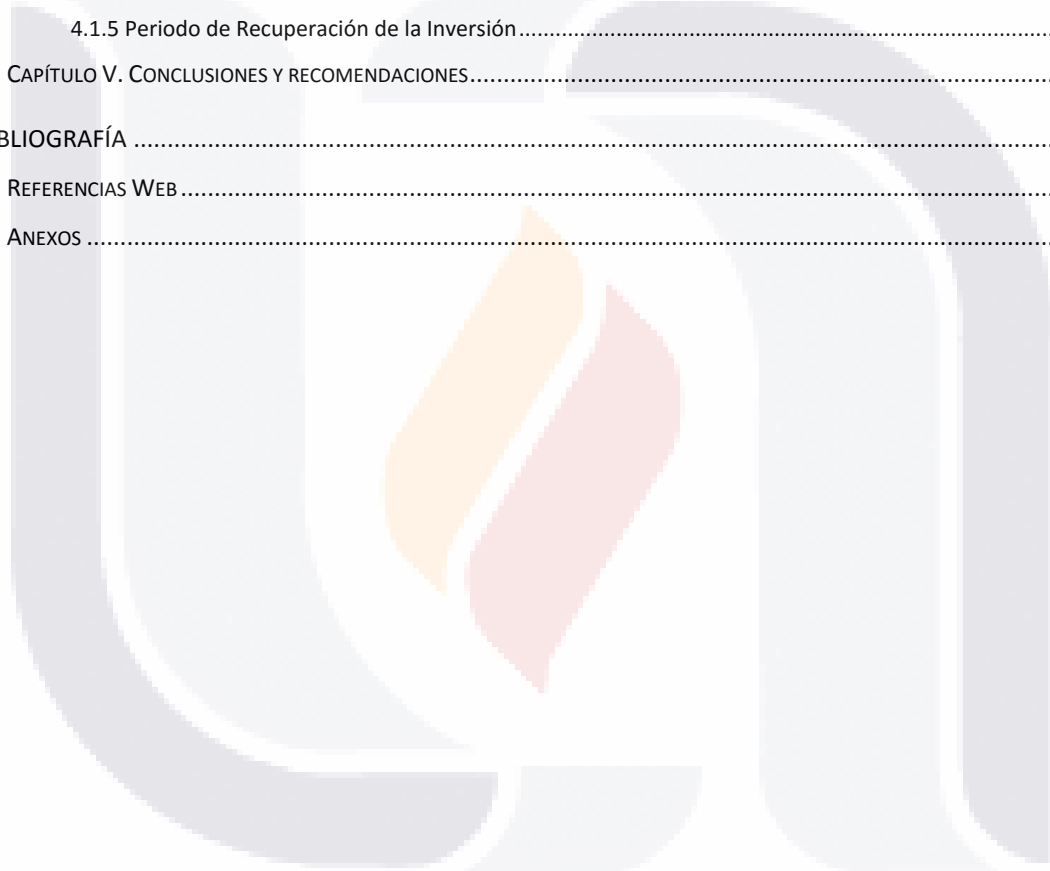 4.1.5 Periodo de Recuperación de la Inversión
CAPÍTULO V. CONCLUSIONES Y RECOMENDACIONES
BLIOGRAFÍA
REFERENCIAS WEB
ANEXOS